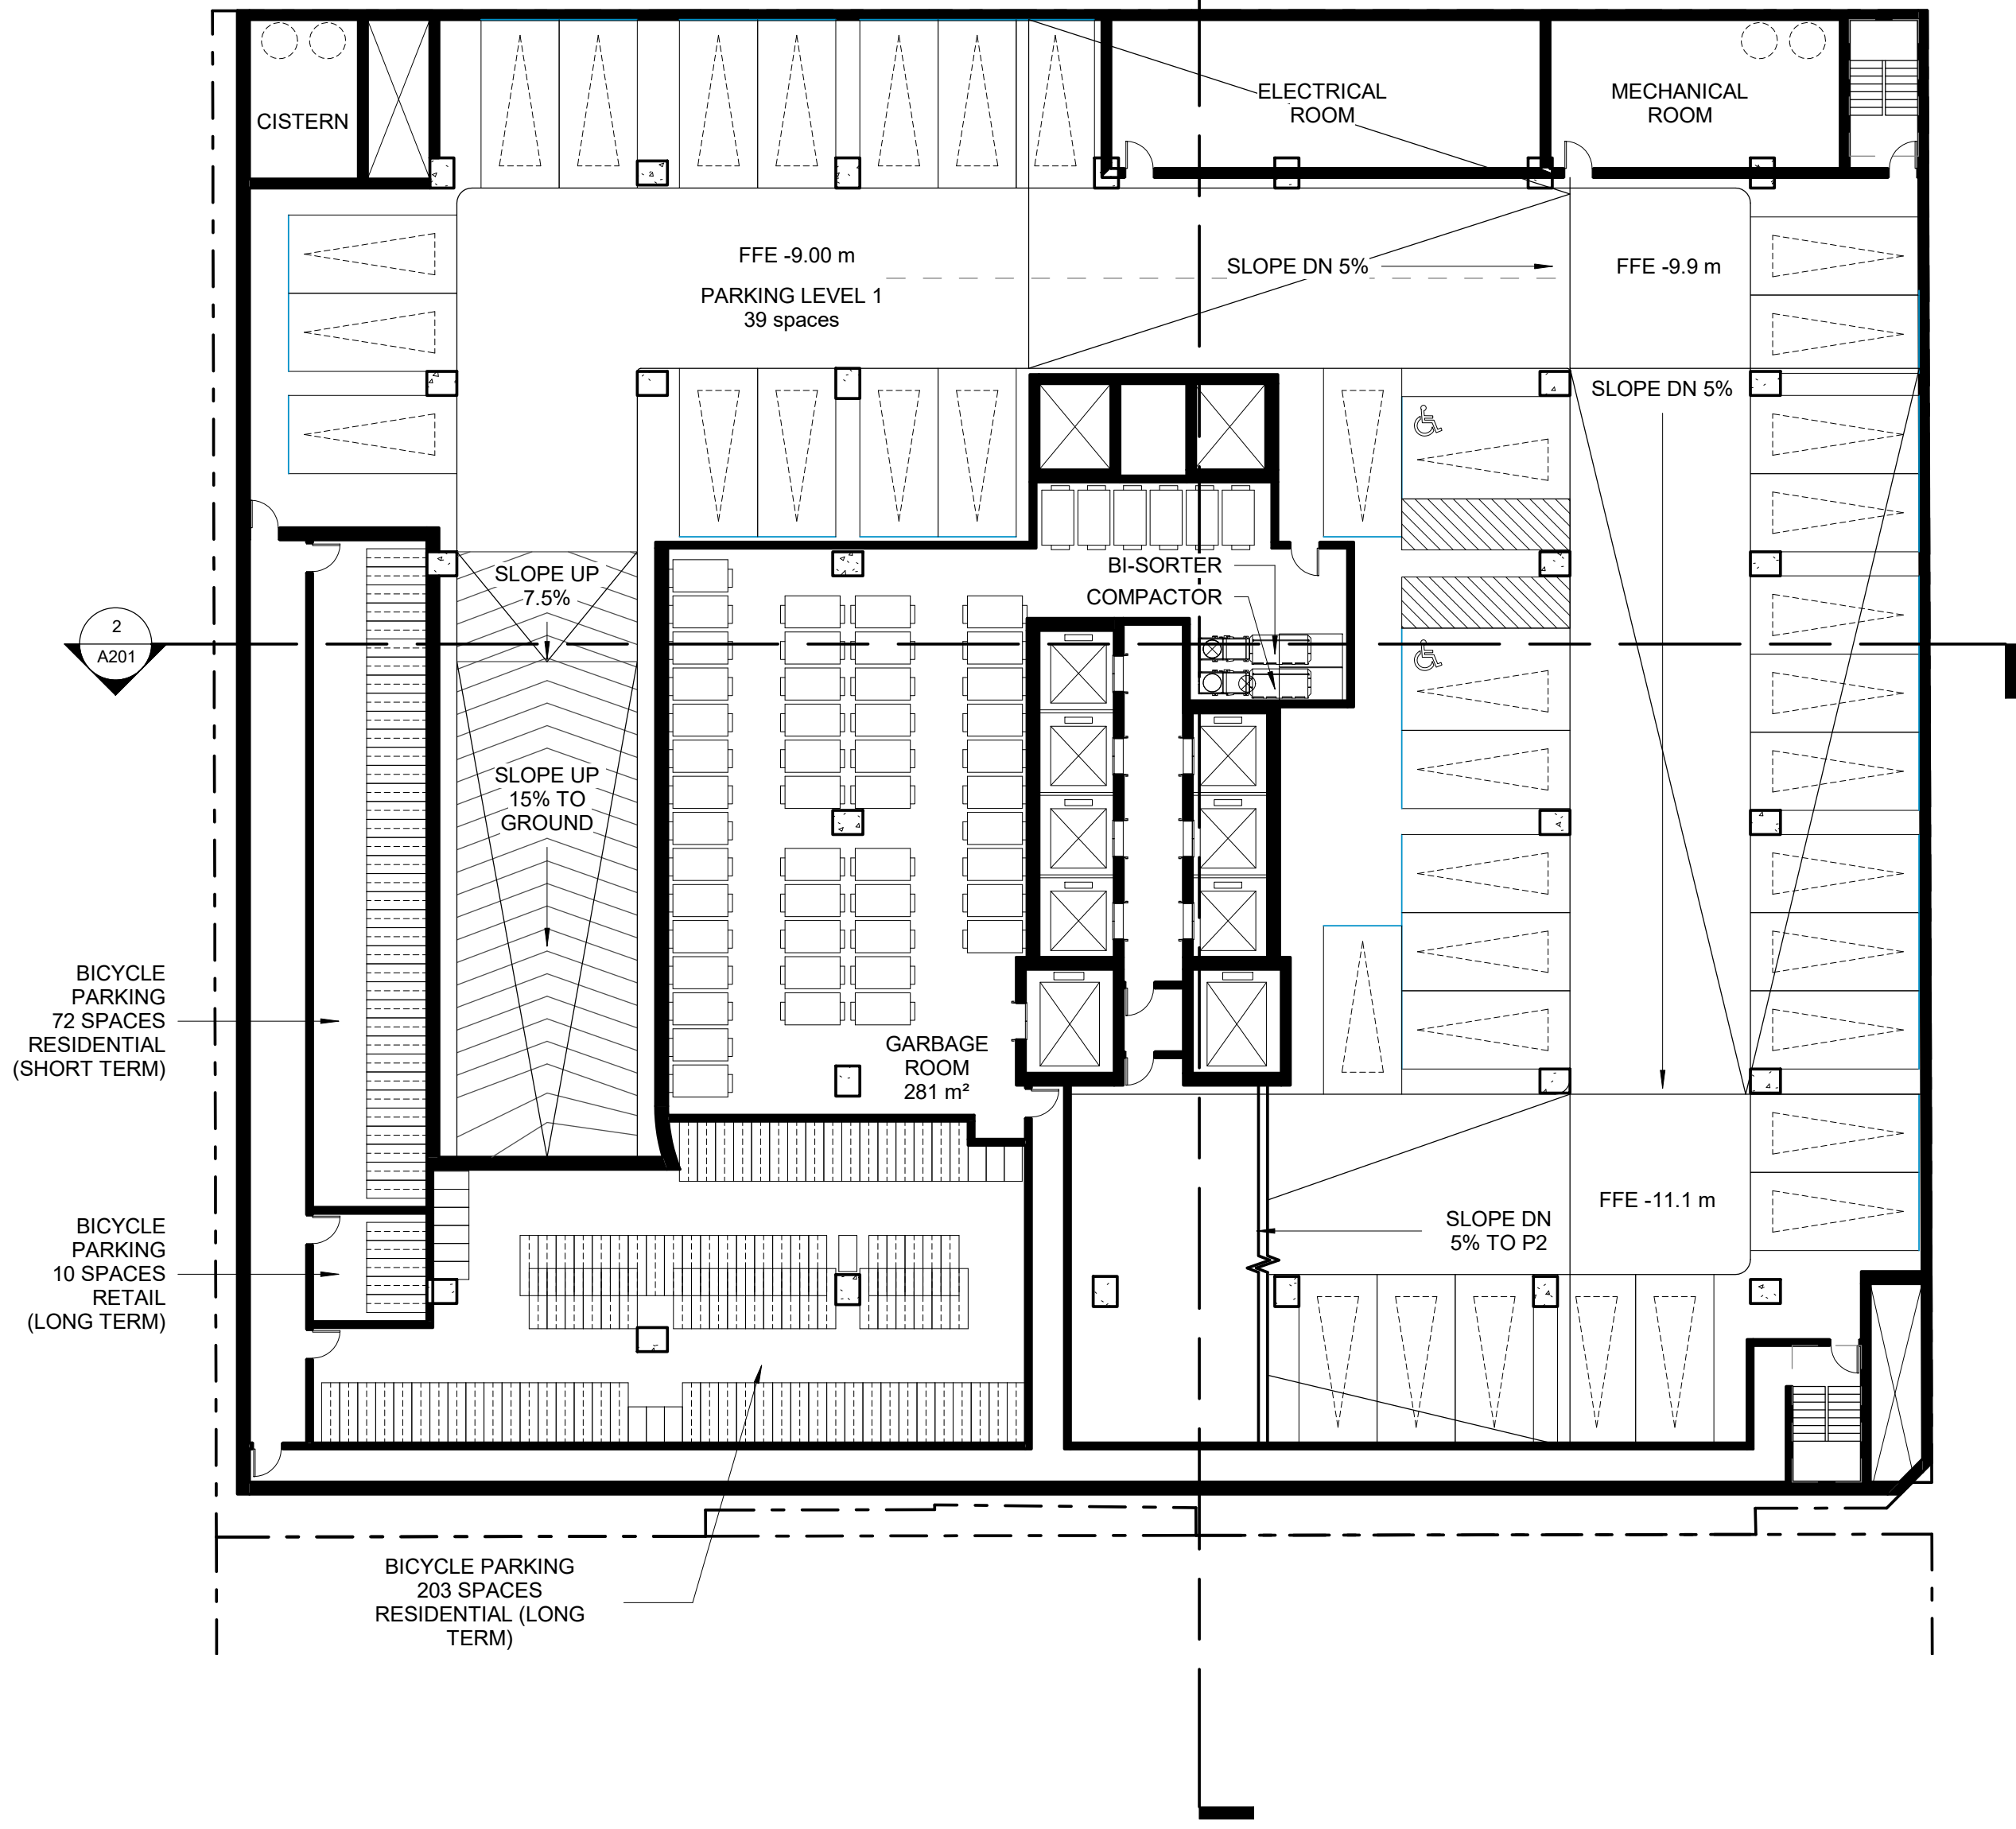 CISTERN
ELECTRICAL
ROOM
MECHANICAL
ROOM
FFE -9.00 m
PARKING LEVEL 1
39 spaces
SLOPE DN 5%
FFE -9.9 m
SLOPE DN 5%
SLOPE UP
7.5%
BI-SORTER
COMPACTOR
2
A201
SLOPE UP
15% TO
GROUND
BICYCLE
PARKING
72 SPACES
RESIDENTIAL
(SHORT TERM)
GARBAGE
ROOM
281 m²
BICYCLE
PARKING
10 SPACES
RETAIL
(LONG TERM)
FFE -11.1 m
SLOPE DN
5% TO P2
BICYCLE PARKING
203 SPACES
RESIDENTIAL (LONG
TERM)